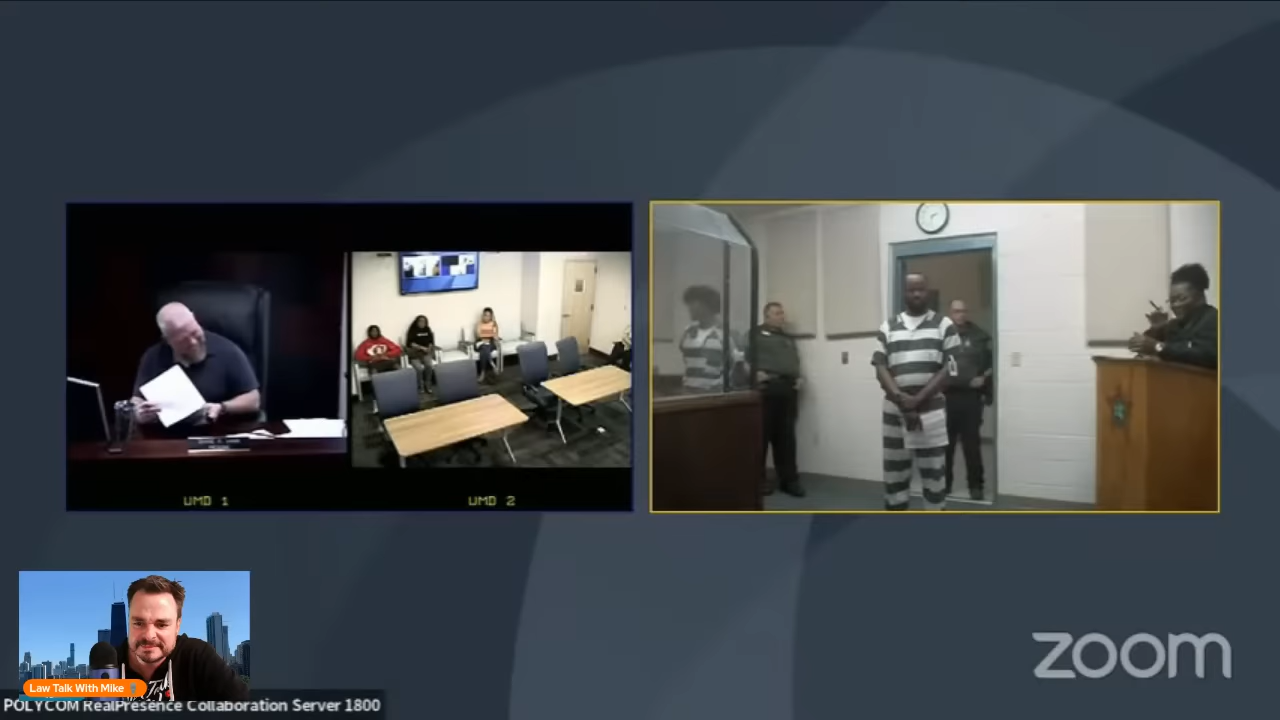 UMD 1
UMD 2
zoom
Law Talk With Mike
POLYCOM RealPresence Collaboration Server 1800